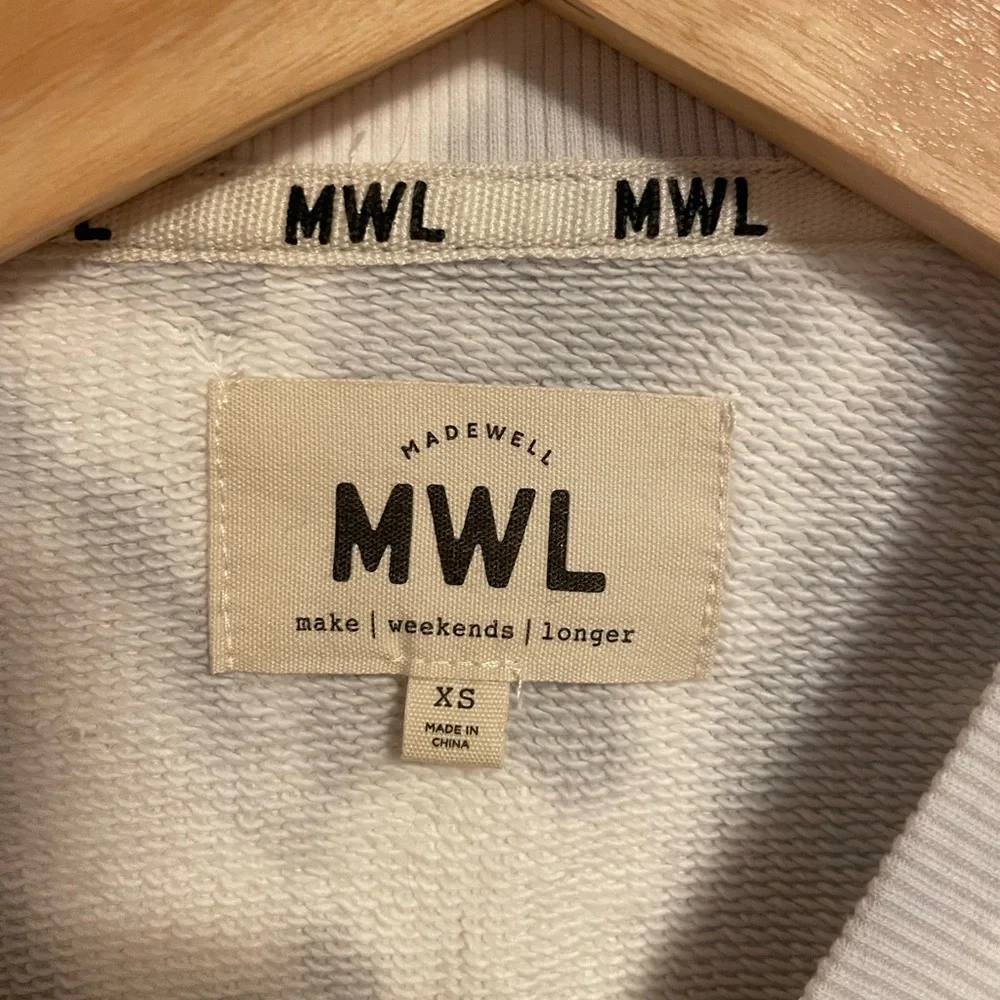 L MWL MWL
MADEWELL
MWL
make | weekends | longer
XS
MADE IN
CHINA